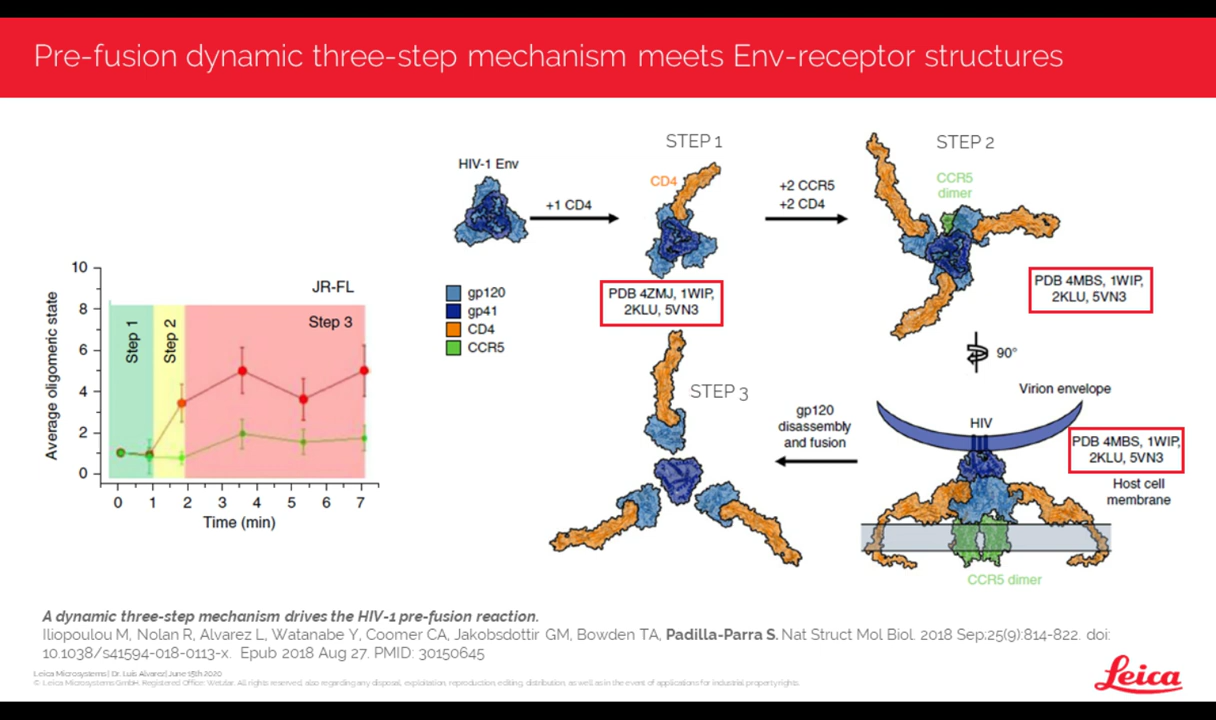 Pre-fusion dynamic three-step mechanism meets Env-receptor structures
STEP 1
STEP 2
HIV-1 Env
CD4
CCR5
dimer
+1 CD4
+2 CCR5
+2 CD4
gp120
gp41
CD4
CCR5
PDB 4ZMJ, 1WIP,
2KLU, 5VN3
PDB 4MBS, 1WIP,
2KLU, 5VN3
90°
JR-FL
Step 1
Step 2
Step 3
Average oligomeric state
10
8
6
4
2
0
0 1 2 3 4 5 6 7
Time (min)
STEP 3
gp120
disassembly
and fusion
Virion envelope
HIV
PDB 4MBS, 1WIP,
2KLU, 5VN3
Host cell
membrane
CCR5 dimer
A dynamic three-step mechanism drives the HIV-1 pre-fusion reaction.
Iliopoulou M, Nolan R, Alvarez L, Watanabe Y, Coomer CA, Jakobsdottir GM, Bowden TA, Padilla-Parra S. Nat Struct Mol Biol. 2018 Sep;25(9):814-822. doi:
10.1038/s41594-018-0113-x. Epub 2018 Aug 27. PMID: 30150645
Leica Microsystems | Dr. Luis Alvarez | June 15th 2020
© Leica Microsystems GmbH, Registered Office: Wetzlar. All rights reserved, also regarding any disposal, exploitation, reproduction, editing, distribution, as well as in the event of applications for industrial property rights.
Leica